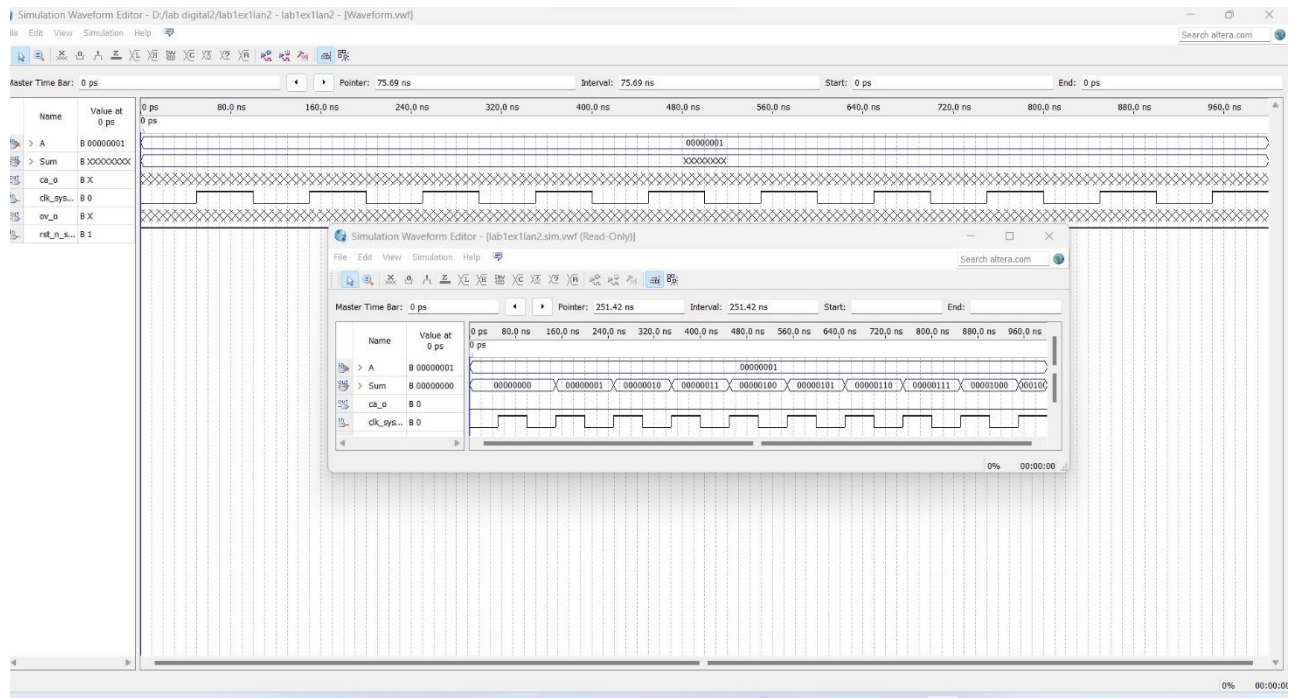 Simulation Waveform Editor - D:/lab digital2/lab1ex1lan2 - lab1ex1lan2 - [Waveform.vwf]
Edit View Simulation Help
Search altera.com
Master Time Bar: 0 ps
Pointer: 75.69 ns
Interval: 75.69 ns
Start: 0 ps
End: 0 ps
Name
Value at
0 ps
0 ps 80.0 ns 160.0 ns 240.0 ns 320.0 ns 400.0 ns 480.0 ns 560.0 ns 640.0 ns 720.0 ns 800.0 ns 880.0 ns 960.0 ns
0 ps
> A B 00000001 00000001
> Sum B XXXXXXXX XXXXXXXX
ca_o B X
clk_sys... B 0
ov_o B X
rst_n_s... B 1
Simulation Waveform Editor - [lab1ex1lan2.sim.vwf (Read-Only)]
File Edit View Simulation Help
Search altera.com
Master Time Bar: 0 ps
Pointer: 251.42 ns
Interval: 251.42 ns
Start:
End:
Name
Value at
0 ps
0 ps 80.0 ns 160.0 ns 240.0 ns 320.0 ns 400.0 ns 480.0 ns 560.0 ns 640.0 ns 720.0 ns 800.0 ns 880.0 ns 960.0 ns
0 ps
> A B 00000001 00000001
> Sum B 00000000 00000000 00000001 00000010 00000011 00000100 00000101 00000110 00000111 00001000
ca_o B 0
clk_sys... B 0
0% 00:00:00
0% 00:00:00